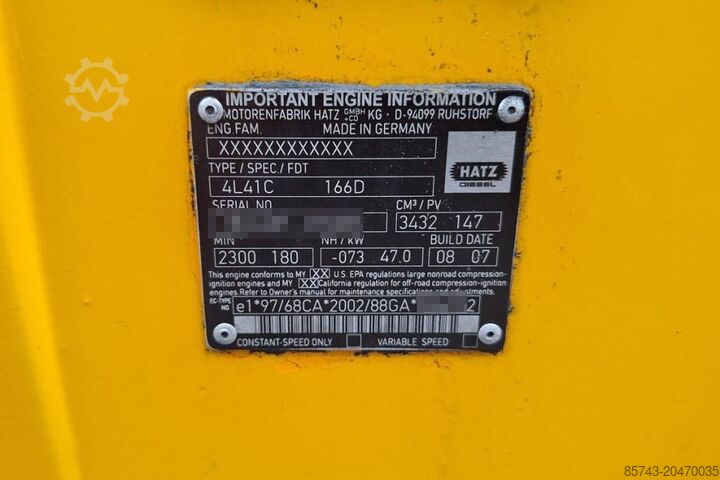 IMPORTANT ENGINE INFORMATION
MOTORENFABRIK HATZ GMBH +CO KG · D-94099 RUHSTORF
ENG FAM. MADE IN GERMANY
XXXXXXXXXXXX
TYPE / SPEC./ FDT
4L41C 166D
HATZ
DIESEL
SERIAL NO CM³ / PV
3432 147
MIN NH / KW BUILD DATE
2300 180 -073 47.0 08 07
This engine conforms to MY XX U.S. EPA regulations large nonroad compression-
ignition engines and MY XX California regulation for off-road compression-ignition
engines Refer to Owner's manual for maintenance specifications and adjustments.
EC-TYPE NO e1*97/68CA*2002/88GA* 2
CONSTANT-SPEED ONLY VARIABLE SPEED
85743-20470035